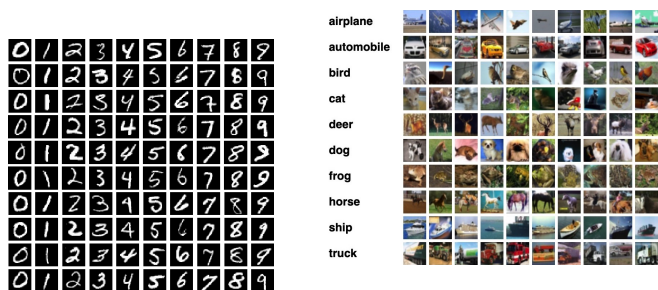 0 1 2 3 4 5 6 7 8 9
0 1 2 3 4 5 6 7 8 9
0 1 2 3 4 5 6 7 8 9
0 1 2 3 4 5 6 7 8 9
0 1 2 3 4 5 6 7 8 9
0 1 2 3 4 5 6 7 8 9
0 1 2 3 9 5 6 7 8 9
0 1 2 3 4 5 6 7 8 9
0 1 2 3 4 5 6 7 8 9
0 1 2 3 4 5 6 7 8 9
airplane
automobile
bird
cat
deer
dog
frog
horse
ship
truck